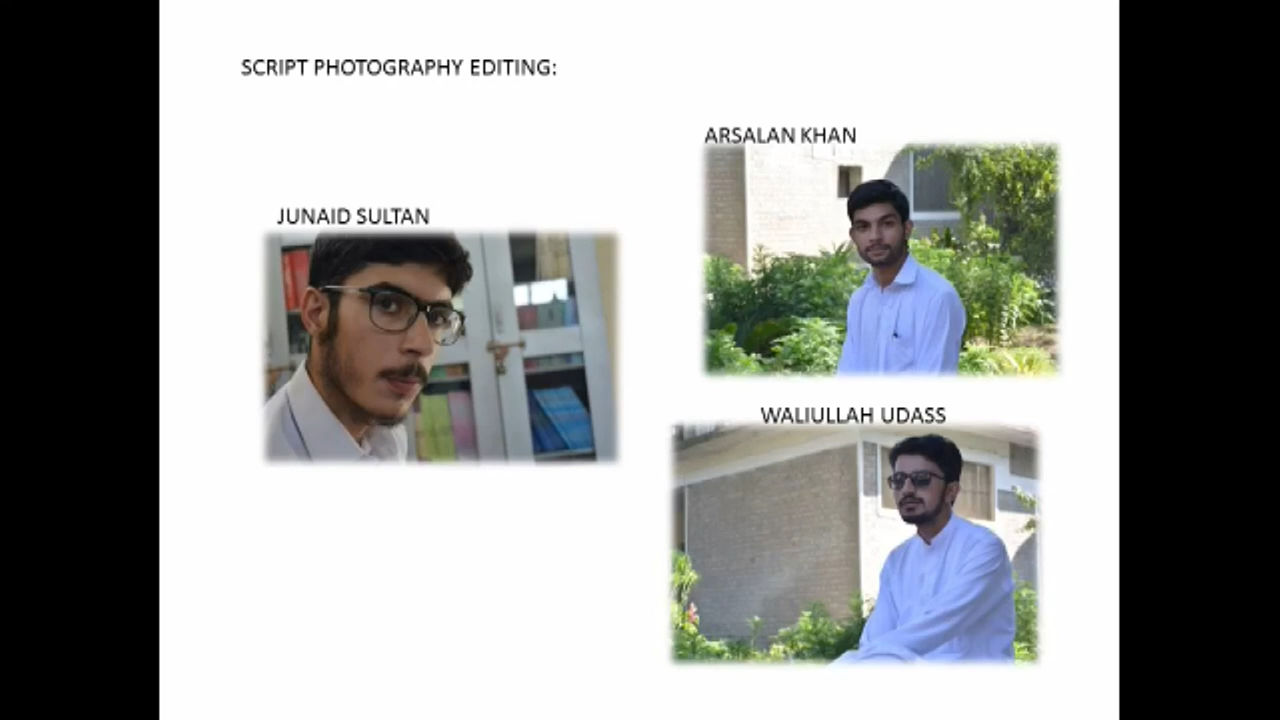 SCRIPT PHOTOGRAPHY EDITING:
ARSALAN KHAN
JUNAID SULTAN
WALIULLAH UDASS